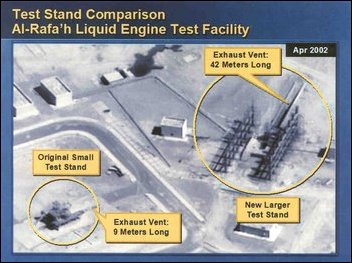 Test Stand Comparison
Al-Rafa'h Liquid Engine Test Facility
Apr 2002
Exhaust Vent:
42 Meters Long
Original Small
Test Stand
Exhaust Vent:
9 Meters Long
New Larger
Test Stand